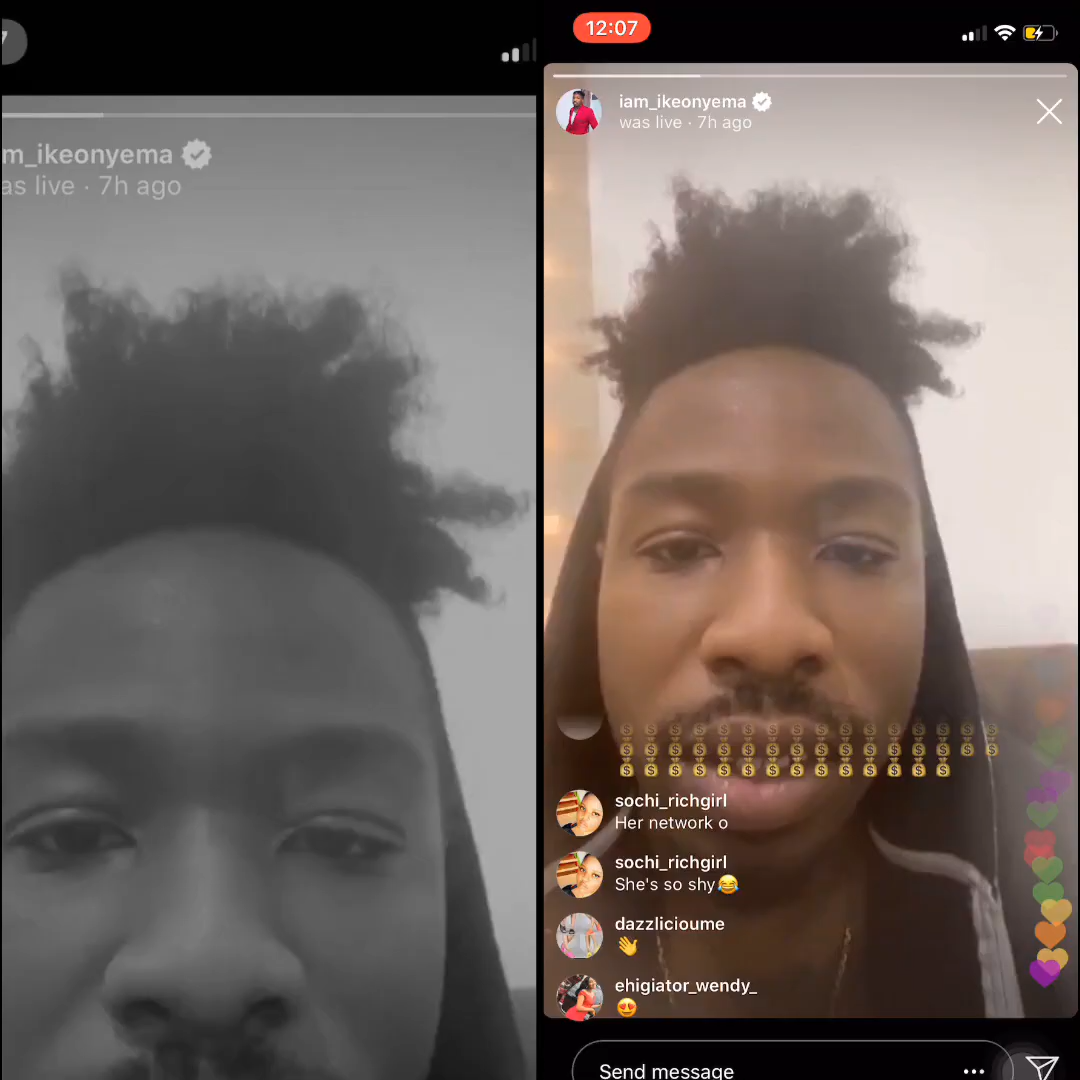 7
m_ikeonyema
as live · 7h ago
12:07
iam_ikeonyema
was live · 7h ago
sochi_richgirl
Her network o
sochi_richgirl
She's so shy😂
dazzlicioume
👋
ehigiator_wendy_
😍
Send message